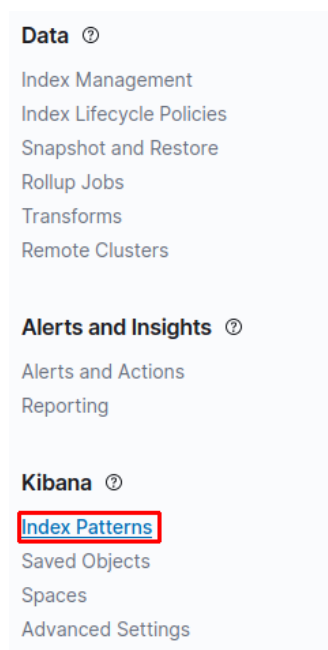 Data
Index Management
Index Lifecycle Policies
Snapshot and Restore
Rollup Jobs
Transforms
Remote Clusters
Alerts and Insights
Alerts and Actions
Reporting
Kibana
Index Patterns
Saved Objects
Spaces
Advanced Settings